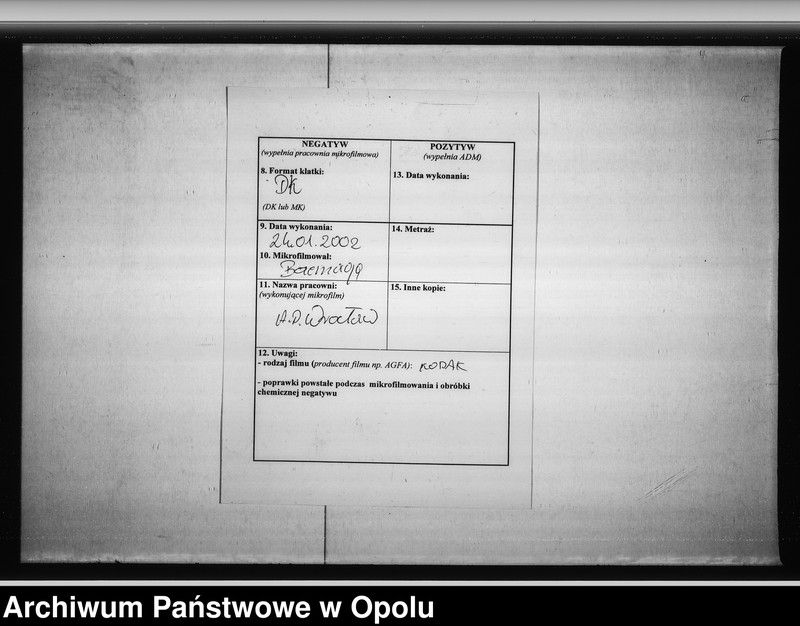 NEGATYW
(wypełnia pracownia mikrofilmowa)
8. Format klatki:
DK
(DK lub MK)
9. Data wykonania:
24.01.2002
10. Mikrofilmował:
11. Nazwa pracowni:
(wykonującej mikrofilm)
A.P. Wrocław
POZYTYW
(wypełnia ADM)
13. Data wykonania:
14. Metraż:
15. Inne kopie:
12. Uwagi:
- rodzaj filmu (producent filmu np. AGFA): KODAK
- poprawki powstałe podczas mikrofilmowania i obróbki
chemicznej negatywu
Archiwum Państwowe w Opolu